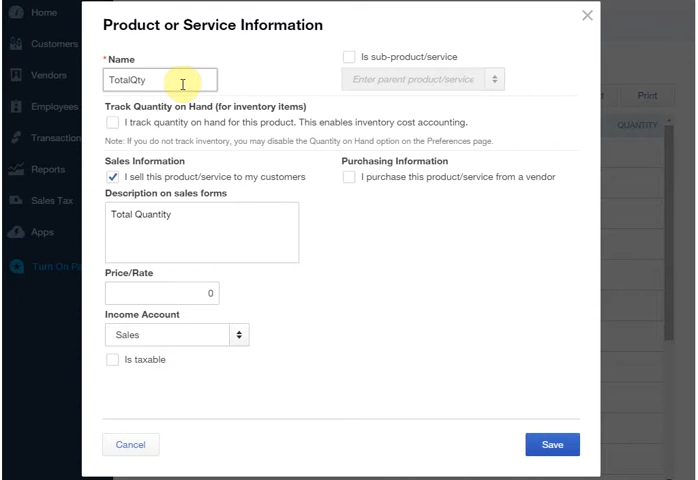 Home
Customers
Vendors
Employees
Transaction
Reports
Sales Tax
Apps
Turn On Pa
Product or Service Information
* Name
TotalQty
Is sub-product/service
Enter parent product/service
Track Quantity on Hand (for inventory items)
I track quantity on hand for this product. This enables inventory cost accounting.
Note: If you do not track inventory, you may disable the Quantity on Hand option on the Preferences page.
Sales Information
I sell this product/service to my customers
Purchasing Information
I purchase this product/service from a vendor
Description on sales forms
Total Quantity
Price/Rate
0
Income Account
Sales
Is taxable
Cancel
Save
Print
QUANTITY